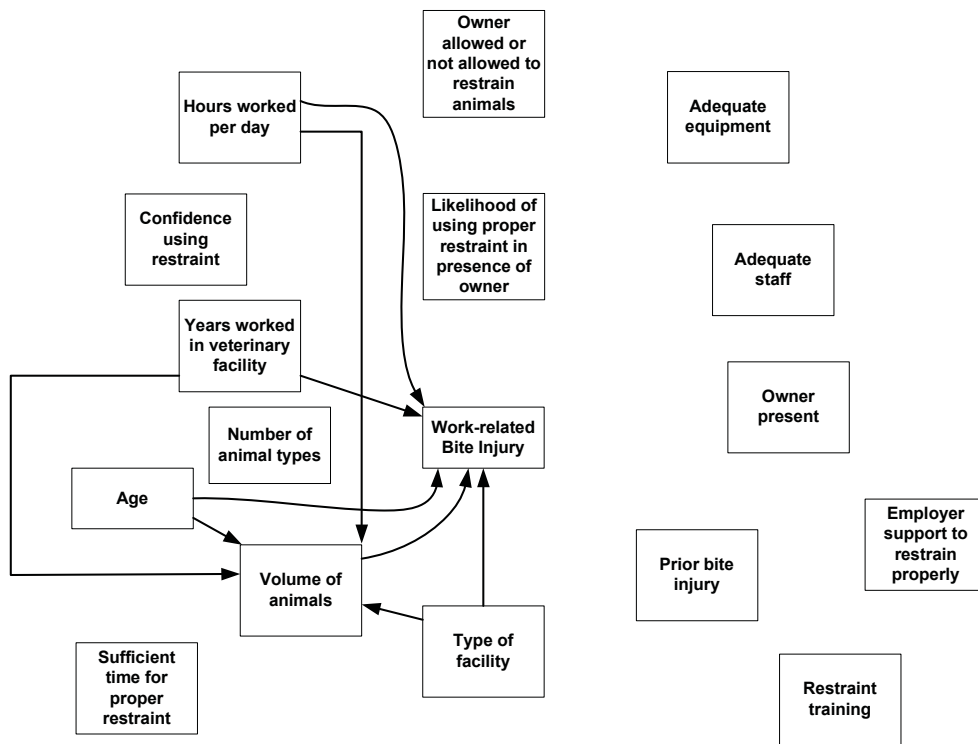 Owner
allowed or
not allowed to
restrain
animals
Hours worked
per day
Adequate
equipment
Confidence
using
restraint
Likelihood of
using proper
restraint in
presence of
owner
Adequate
staff
Years worked
in veterinary
facility
Owner
present
Number of
animal types
Work-related
Bite Injury
Age
Employer
support to
restrain
properly
Volume of
animals
Prior bite
injury
Type of
facility
Sufficient
time for
proper
restraint
Restraint
training